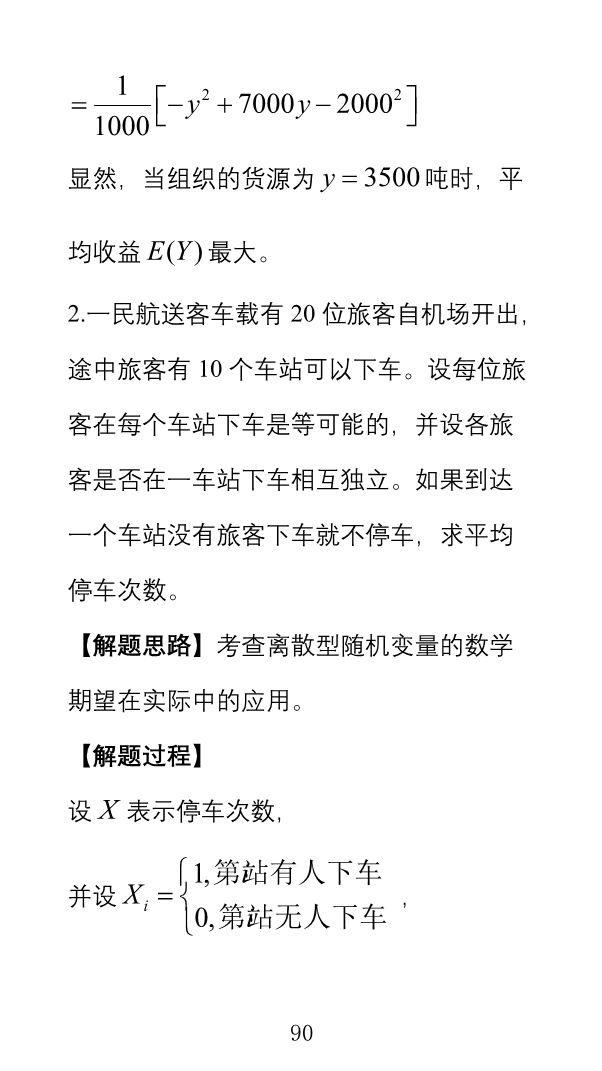 = \frac{1}{1000}[-y^2 + 7000y - 2000^2]
显然，当组织的货源为 y = 3500 吨时，平
均收益 E(Y) 最大。
2.一民航送客车载有 20 位旅客自机场开出，
途中旅客有 10 个车站可以下车。设每位旅
客在每个车站下车是等可能的，并设各旅
客是否在一车站下车相互独立。如果到达
一个车站没有旅客下车就不停车，求平均
停车次数。
【解题思路】考查离散型随机变量的数学
期望在实际中的应用。
【解题过程】
设 X 表示停车次数，
并设 X_i = \begin{cases} 1, 第i站有人下车 \\ 0, 第i站无人下车 \end{cases}，
90